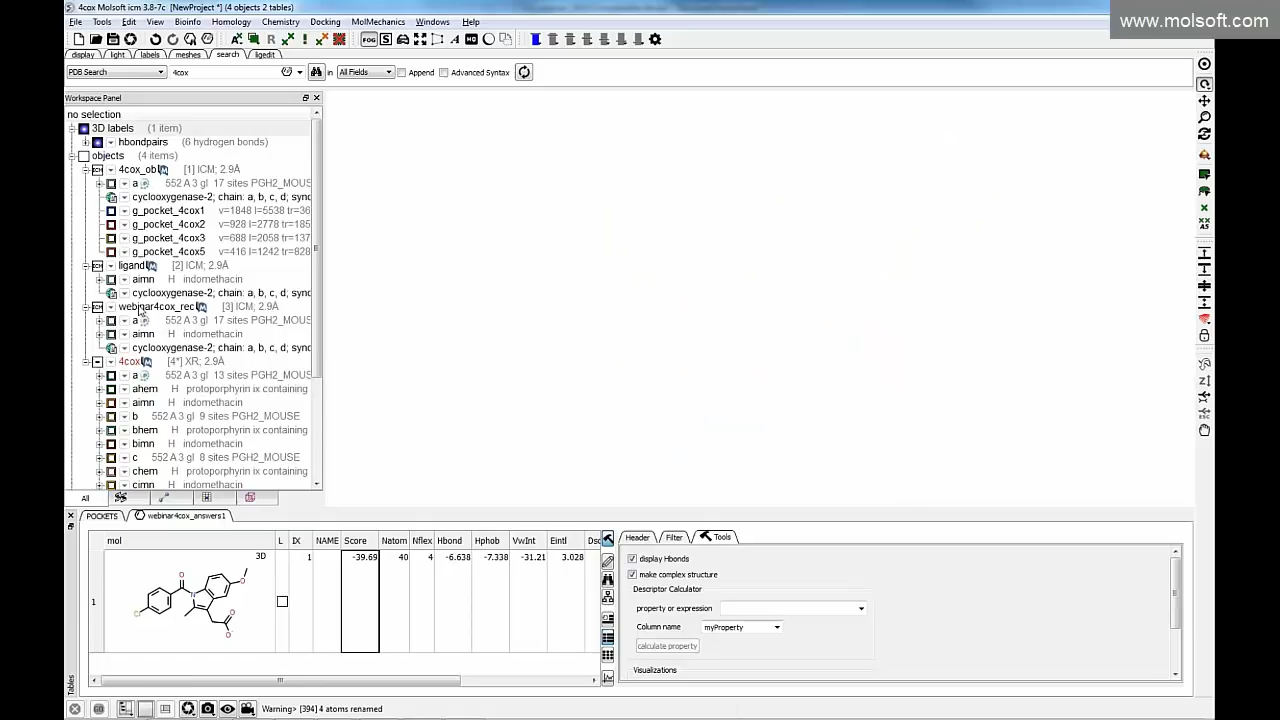 4cox Molsoft icm 3.8-7c [NewProject *] (4 objects 2 tables)
www.molsoft.com
File Tools Edit View Bioinfo Homology Chemistry Docking MolMechanics Windows Help
display light labels meshes search ligedit
PDB Search 4cox in All Fields Append Advanced Syntax
Workspace Panel
no selection
3D labels (1 item)
hbondpairs (6 hydrogen bonds)
objects (4 items)
[1] ICM; 2.9Å
a 552 A 3 gl 17 sites PGH2_MOUS
cyclooxygenase-2; chain: a, b, c, d; sync
g_pocket_4cox1 v=1848 l=5538 tr=36
g_pocket_4cox2 v=928 l=2778 tr=185
g_pocket_4cox3 v=688 l=2058 tr=137
g_pocket_4cox5 v=416 l=1242 tr=828
ligand [2] ICM; 2.9Å
aimn H indomethacin
cyclooxygenase-2; chain: a, b, c, d; sync
webinar4cox_rec [3] ICM; 2.9Å
a 552 A 3 gl 17 sites PGH2_MOUS
aimn H indomethacin
cyclooxygenase-2; chain: a, b, c, d; sync
4cox [4*] XR; 2.9Å
a 552 A 3 gl 13 sites PGH2_MOUS
ahem H protoporphyrin ix containing
aimn H indomethacin
b 552 A 3 gl 9 sites PGH2_MOUSE
bhem H protoporphyrin ix containing
bimn H indomethacin
c 552 A 3 gl 8 sites PGH2_MOUSE
chem H protoporphyrin ix containing
cimn H indomethacin
All
POCKETS webinar4cox_answers1
mol L IX NAME Score Natom Nflex Hbond Hphob VwInt Eintl Dsc
1 3D 1 -39.69 40 4 -6.638 -7.338 -31.21 3.028
Header Filter Tools
display Hbonds
make complex structure
Descriptor Calculator
property or expression
Column name myProperty
calculate property
Visualizations
Tables
Warning> [394] 4 atoms renamed